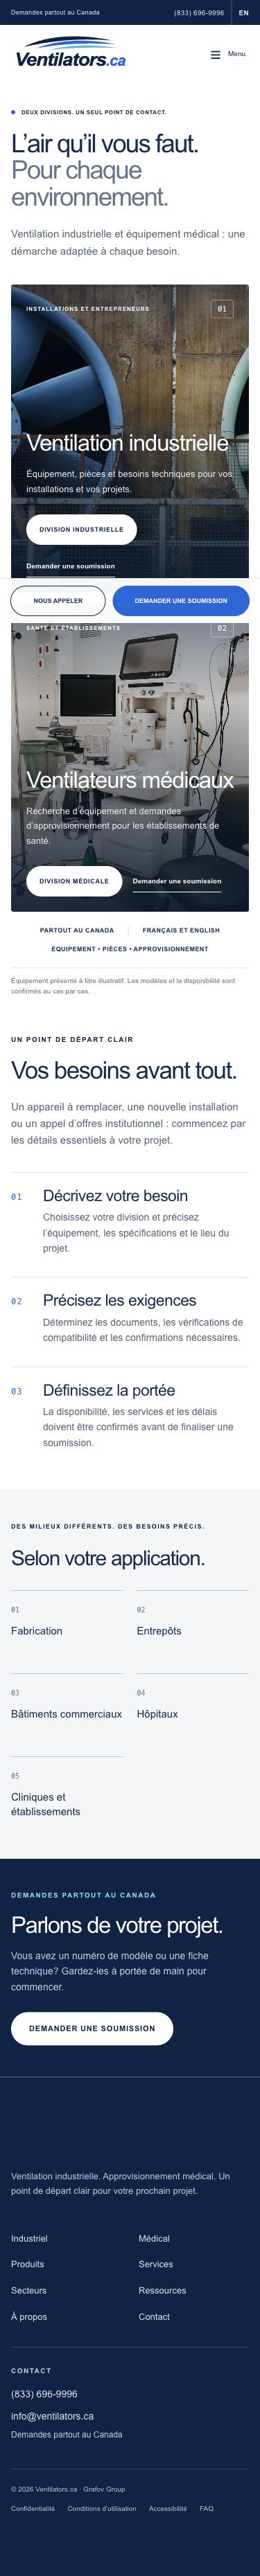 Demandes partout au Canada
(833) 696-9996
EN
Ventilators.ca
Menu
DEUX DIVISIONS. UN SEUL POINT DE CONTACT.
L’air qu’il vous faut.
Pour chaque
environnement.
Ventilation industrielle et équipement médical : une
démarche adaptée à chaque besoin.
INSTALLATIONS ET ENTREPRENEURS
01
Ventilation industrielle
Équipement, pièces et besoins techniques pour vos
installations et vos projets.
DIVISION INDUSTRIELLE
Demander une soumission
NOUS APPELER
DEMANDER UNE SOUMISSION
SANTÉ ET ÉTABLISSEMENTS
02
Ventilateurs médicaux
Recherche d’équipement et demandes
d’approvisionnement pour les établissements de
santé.
DIVISION MÉDICALE
Demander une soumission
PARTOUT AU CANADA
FRANÇAIS ET ENGLISH
ÉQUIPEMENT • PIÈCES • APPROVISIONNEMENT
Équipement présenté à titre illustratif. Les modèles et la disponibilité sont
confirmés au cas par cas.
UN POINT DE DÉPART CLAIR
Vos besoins avant tout.
Un appareil à remplacer, une nouvelle installation
ou un appel d’offres institutionnel : commencez par
les détails essentiels à votre projet.
01
Décrivez votre besoin
Choisissez votre division et précisez
l’équipement, les spécifications et le lieu du
projet.
02
Précisez les exigences
Déterminez les documents, les vérifications de
compatibilité et les confirmations nécessaires.
03
Définissez la portée
La disponibilité, les services et les délais
doivent être confirmés avant de finaliser une
soumission.
DES MILIEUX DIFFÉRENTS. DES BESOINS PRÉCIS.
Selon votre application.
01
Fabrication
02
Entrepôts
03
Bâtiments commerciaux
04
Hôpitaux
05
Cliniques et
établissements
DEMANDES PARTOUT AU CANADA
Parlons de votre projet.
Vous avez un numéro de modèle ou une fiche
technique? Gardez-les à portée de main pour
commencer.
DEMANDER UNE SOUMISSION
Ventilation industrielle. Approvisionnement médical. Un
point de départ clair pour votre prochain projet.
Industriel
Médical
Produits
Services
Secteurs
Ressources
À propos
Contact
CONTACT
(833) 696-9996
info@ventilators.ca
Demandes partout au Canada
© 2026 Ventilators.ca · Grafov Group
Confidentialité
Conditions d’utilisation
Accessibilité
FAQ